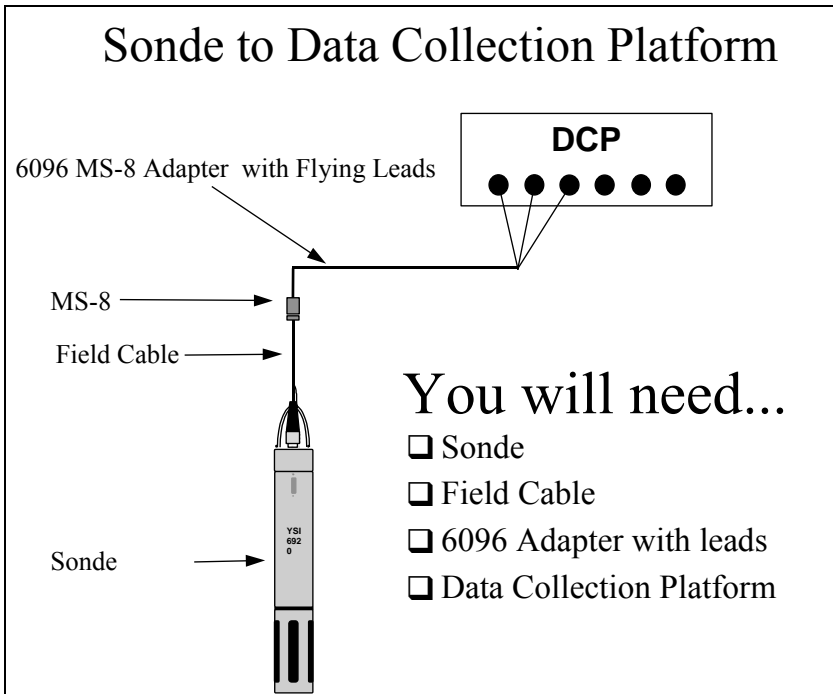 Sonde to Data Collection Platform
DCP
6096 MS-8 Adapter with Flying Leads
MS-8
Field Cable
You will need...
❑ Sonde
❑ Field Cable
❑ 6096 Adapter with leads
❑ Data Collection Platform
YSI
692
0
Sonde